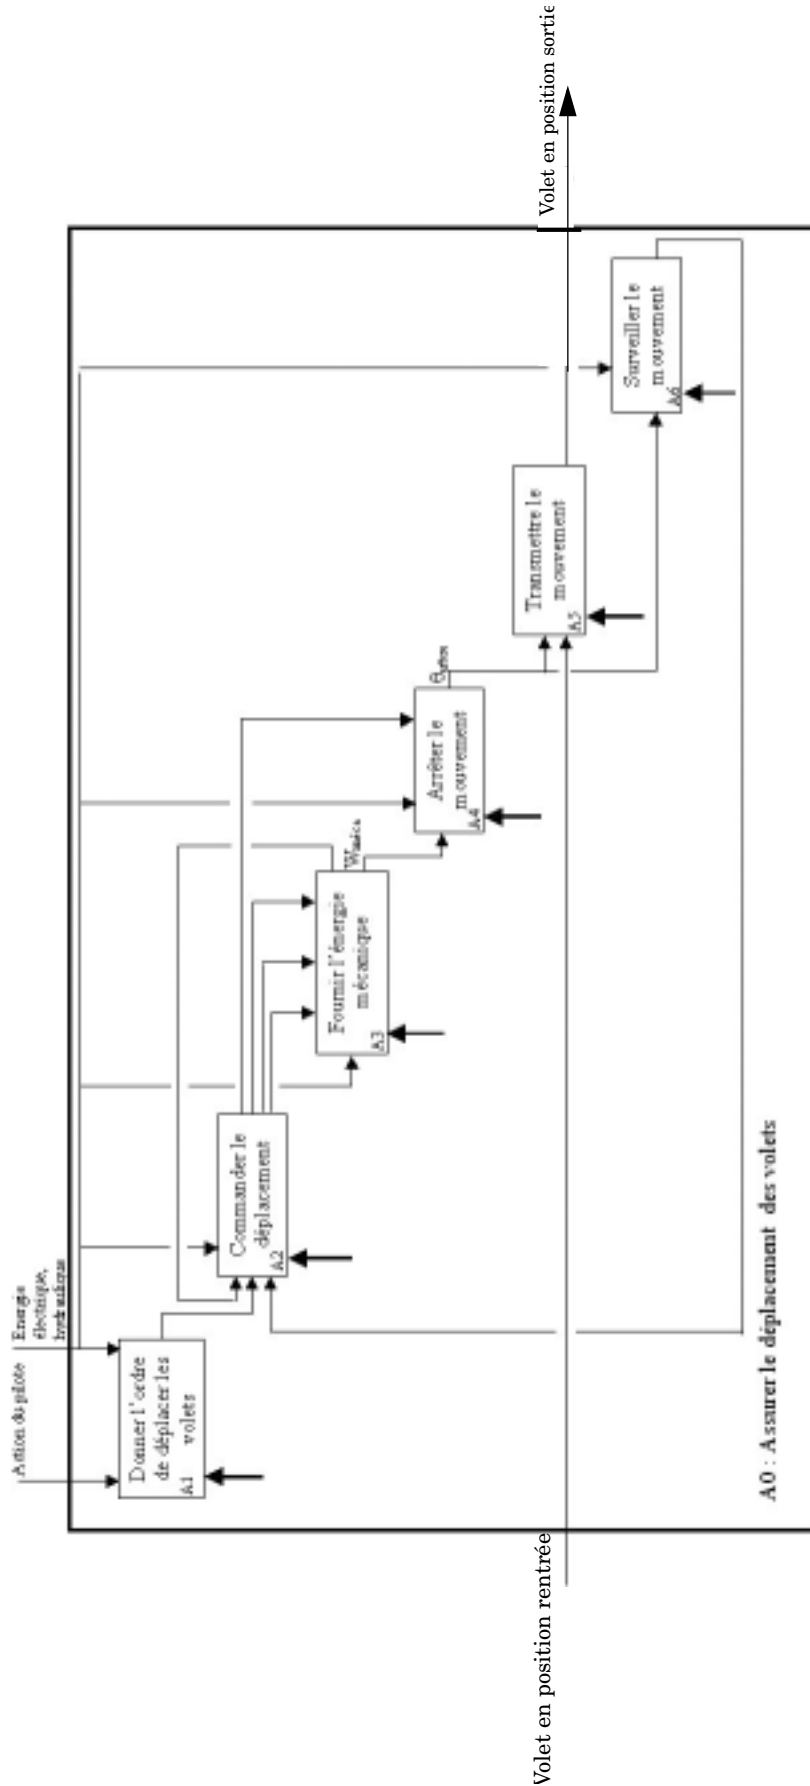 Action du pilote
Energie
électrique,
hydraulique
Donner l'ordre
de déplacer les
volets
A1
Commander le
déplacement
A2
Fournir l'énergie
mécanique
A3
Wméca
Arrêter le
mouvement
A4
Transmettre le
mouvement
A5
Surveiller le
mouvement
A6
Volet en position rentrée
Volet en position sortie
A0 : Assurer le déplacement des volets